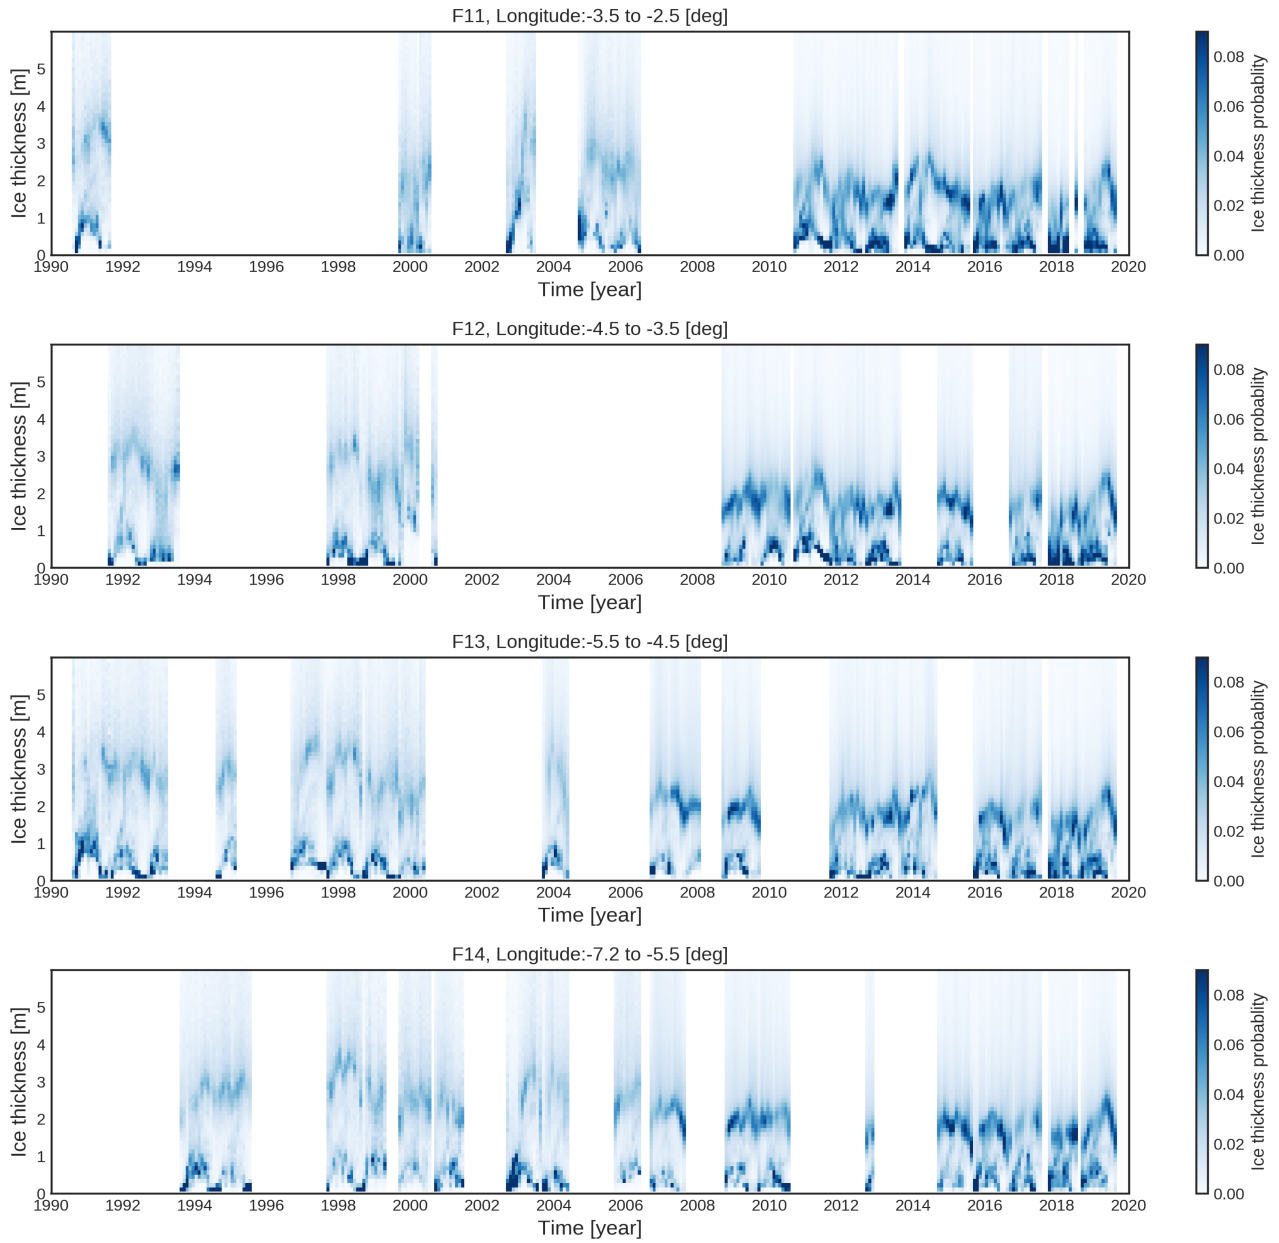 F11, Longitude:-3.5 to -2.5 [deg]
Ice thickness [m]
5
4
3
2
1
0
1990 1992 1994 1996 1998 2000 2002 2004 2006 2008 2010 2012 2014 2016 2018 2020
Time [year]
0.08
0.06
0.04
0.02
0.00
Ice thickness probablity
F12, Longitude:-4.5 to -3.5 [deg]
Ice thickness [m]
5
4
3
2
1
0
1990 1992 1994 1996 1998 2000 2002 2004 2006 2008 2010 2012 2014 2016 2018 2020
Time [year]
0.08
0.06
0.04
0.02
0.00
Ice thickness probablity
F13, Longitude:-5.5 to -4.5 [deg]
Ice thickness [m]
5
4
3
2
1
0
1990 1992 1994 1996 1998 2000 2002 2004 2006 2008 2010 2012 2014 2016 2018 2020
Time [year]
0.08
0.06
0.04
0.02
0.00
Ice thickness probablity
F14, Longitude:-7.2 to -5.5 [deg]
Ice thickness [m]
5
4
3
2
1
0
1990 1992 1994 1996 1998 2000 2002 2004 2006 2008 2010 2012 2014 2016 2018 2020
Time [year]
0.08
0.06
0.04
0.02
0.00
Ice thickness probablity